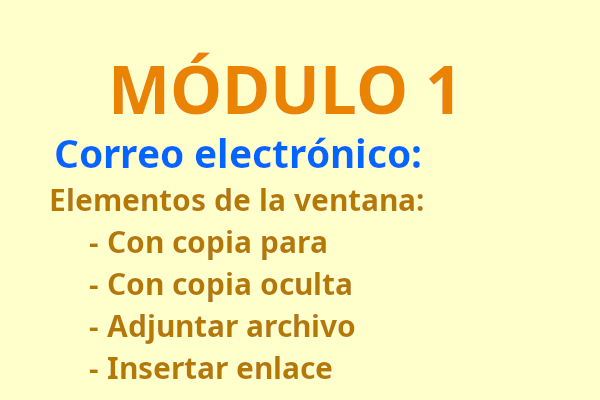 MÓDULO 1
Correo electrónico:
Elementos de la ventana:
- Con copia para
- Con copia oculta
- Adjuntar archivo
- Insertar enlace